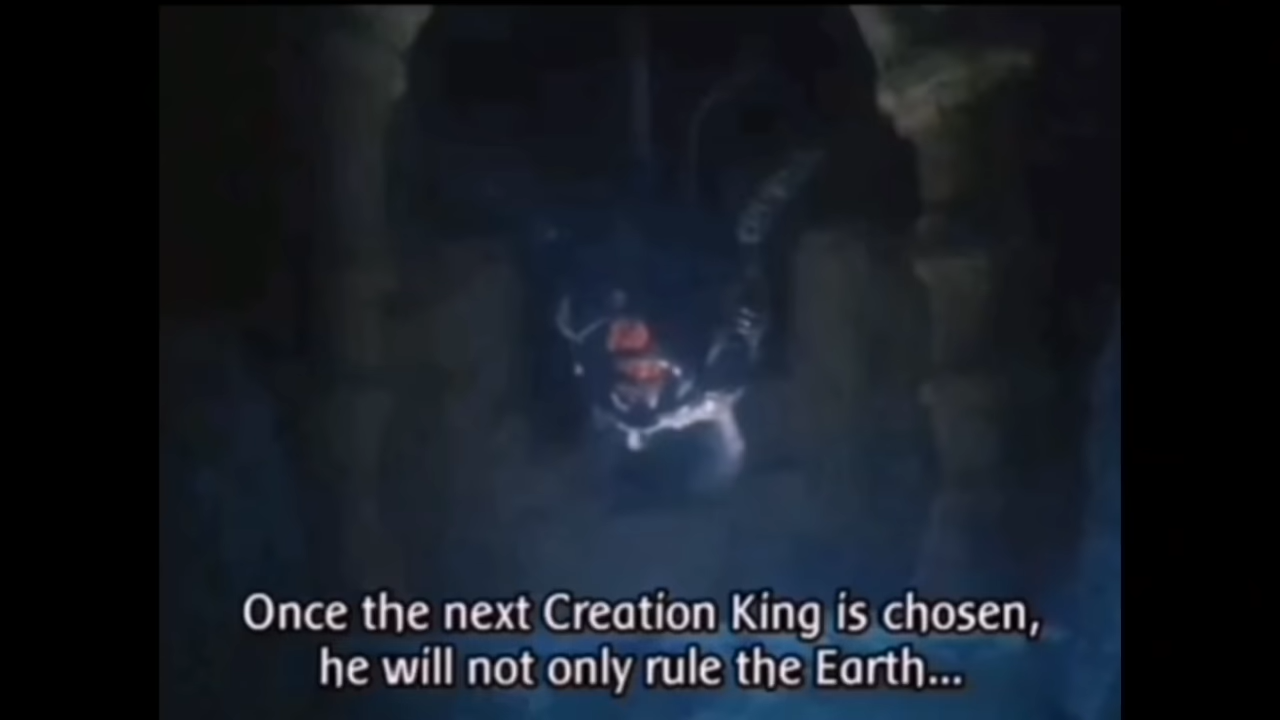 Once the next Creation King is chosen,
he will not only rule the Earth...